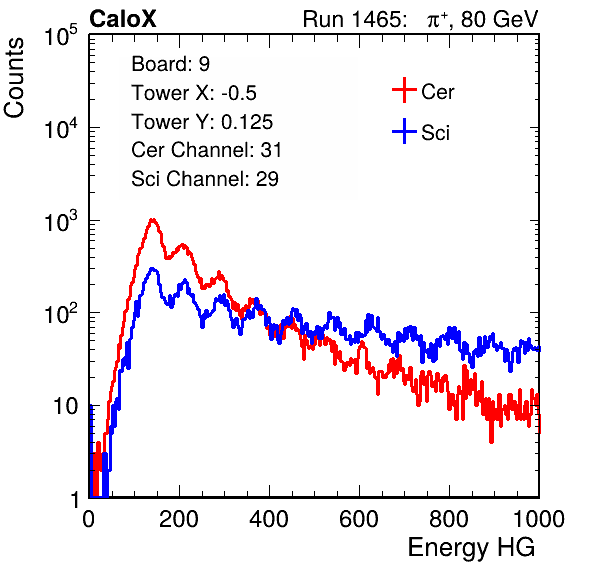 CaloX Run 1465: π⁺, 80 GeV
Counts
10⁵
10⁴
10³
10²
10
1
Board: 9
Tower X: -0.5
Tower Y: 0.125
Cer Channel: 31
Sci Channel: 29
Cer
Sci
0 200 400 600 800 1000
Energy HG